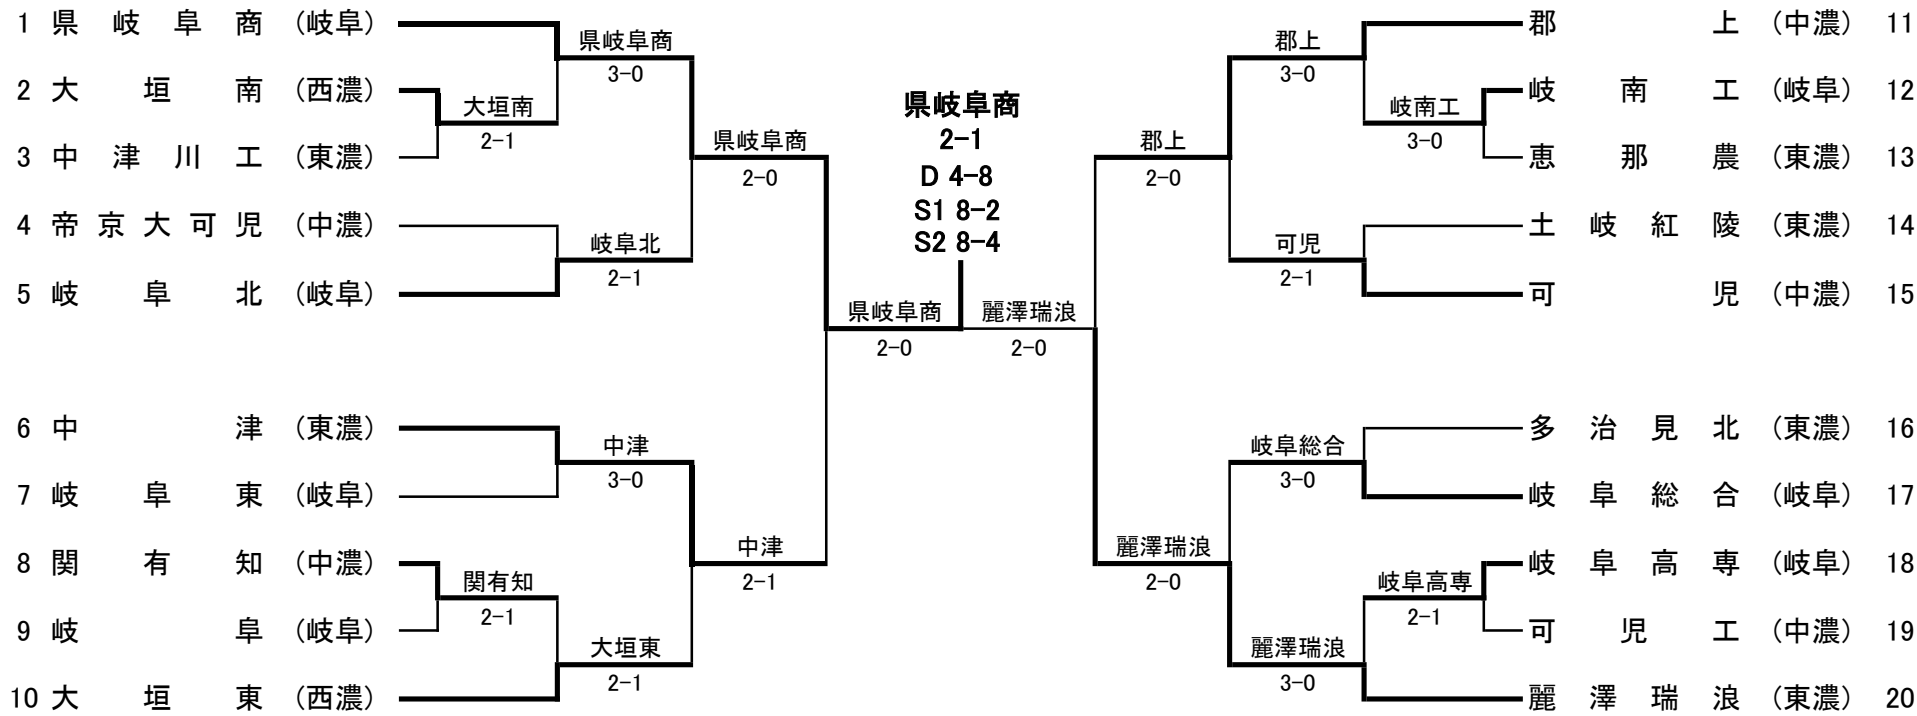 1 県岐阜商 (岐阜)
2 大垣南 (西濃)
3 中津川工 (東濃)
4 帝京大可児 (中濃)
5 岐阜北 (岐阜)
6 中津 (東濃)
7 岐阜東 (岐阜)
8 関有知 (中濃)
9 岐阜 (岐阜)
10 大垣東 (西濃)
大垣南
2-1
関有知
2-1
県岐阜商
3-0
岐阜北
2-1
中津
3-0
大垣東
2-1
県岐阜商
2-0
中津
2-1
県岐阜商
2-0
県岐阜商
2-1
D 4-8
S1 8-2
S2 8-4
麗澤瑞浪
2-0
郡上
2-0
麗澤瑞浪
2-0
郡上
3-0
可児
2-1
岐阜総合
3-0
麗澤瑞浪
3-0
岐南工
3-0
岐阜高専
2-1
郡上 (中濃) 11
岐南工 (岐阜) 12
恵那農 (東濃) 13
土岐紅陵 (東濃) 14
可児 (中濃) 15
多治見北 (東濃) 16
岐阜総合 (岐阜) 17
岐阜高専 (岐阜) 18
可児工 (中濃) 19
麗澤瑞浪 (東濃) 20